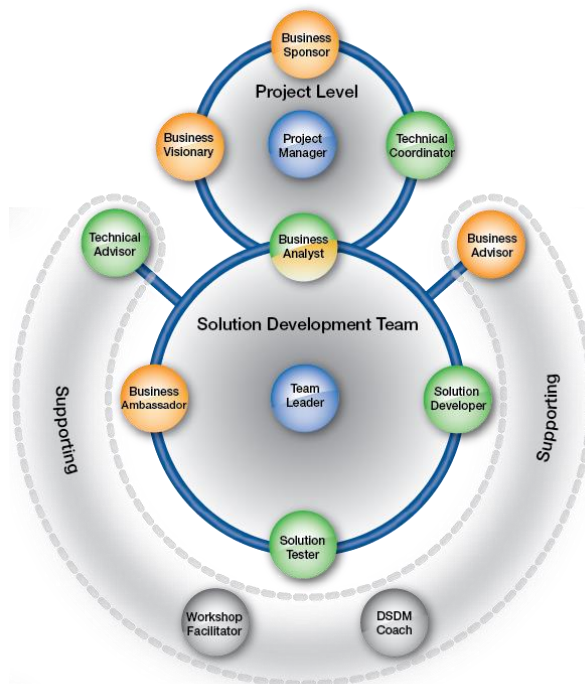 Business
Sponsor
Project Level
Business
Visionary
Project
Manager
Technical
Coordinator
Technical
Advisor
Business
Analyst
Business
Advisor
Solution Development Team
Supporting
Business
Ambassador
Team
Leader
Solution
Developer
Supporting
Solution
Tester
Workshop
Facilitator
DSDM
Coach